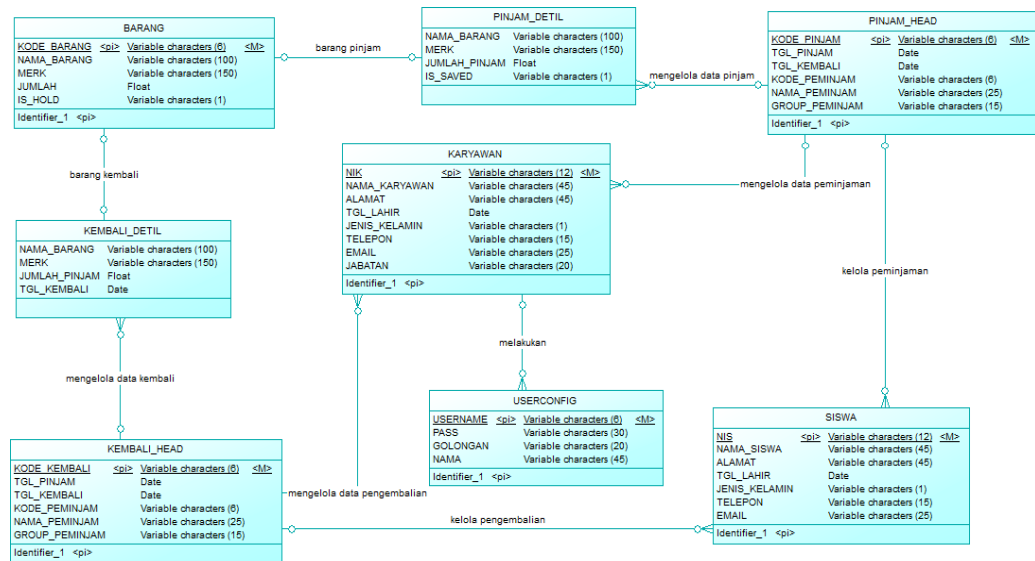 BARANG
KODE_BARANG <pi> Variable characters (6) <M>
NAMA_BARANG Variable characters (100)
MERK Variable characters (150)
JUMLAH Float
IS_HOLD Variable characters (1)
Identifier_1 <pi>
barang pinjam
PINJAM_DETIL
NAMA_BARANG Variable characters (100)
MERK Variable characters (150)
JUMLAH_PINJAM Float
IS_SAVED Variable characters (1)
mengelola data pinjam
PINJAM_HEAD
KODE_PINJAM <pi> Variable characters (6) <M>
TGL_PINJAM Date
TGL_KEMBALI Date
KODE_PEMINJAM Variable characters (6)
NAMA_PEMINJAM Variable characters (25)
GROUP_PEMINJAM Variable characters (15)
Identifier_1 <pi>
barang kembali
KARYAWAN
NIK <pi> Variable characters (12) <M>
NAMA_KARYAWAN Variable characters (45)
ALAMAT Variable characters (45)
TGL_LAHIR Date
JENIS_KELAMIN Variable characters (1)
TELEPON Variable characters (15)
EMAIL Variable characters (25)
JABATAN Variable characters (20)
Identifier_1 <pi>
mengelola data peminjaman
KEMBALI_DETIL
NAMA_BARANG Variable characters (100)
MERK Variable characters (150)
JUMLAH_PINJAM Float
TGL_KEMBALI Date
kelola peminjaman
melakukan
mengelola data kembali
USERCONFIG
USERNAME <pi> Variable characters (6) <M>
PASS Variable characters (30)
GOLONGAN Variable characters (20)
NAMA Variable characters (45)
Identifier_1 <pi>
SISWA
NIS <pi> Variable characters (12) <M>
NAMA_SISWA Variable characters (45)
ALAMAT Variable characters (45)
TGL_LAHIR Date
JENIS_KELAMIN Variable characters (1)
TELEPON Variable characters (15)
EMAIL Variable characters (25)
Identifier_1 <pi>
KEMBALI_HEAD
KODE_KEMBALI <pi> Variable characters (6) <M>
TGL_PINJAM Date
TGL_KEMBALI Date
KODE_PEMINJAM Variable characters (6)
NAMA_PEMINJAM Variable characters (25)
GROUP_PEMINJAM Variable characters (15)
Identifier_1 <pi>
mengelola data pengembalian
kelola pengembalian